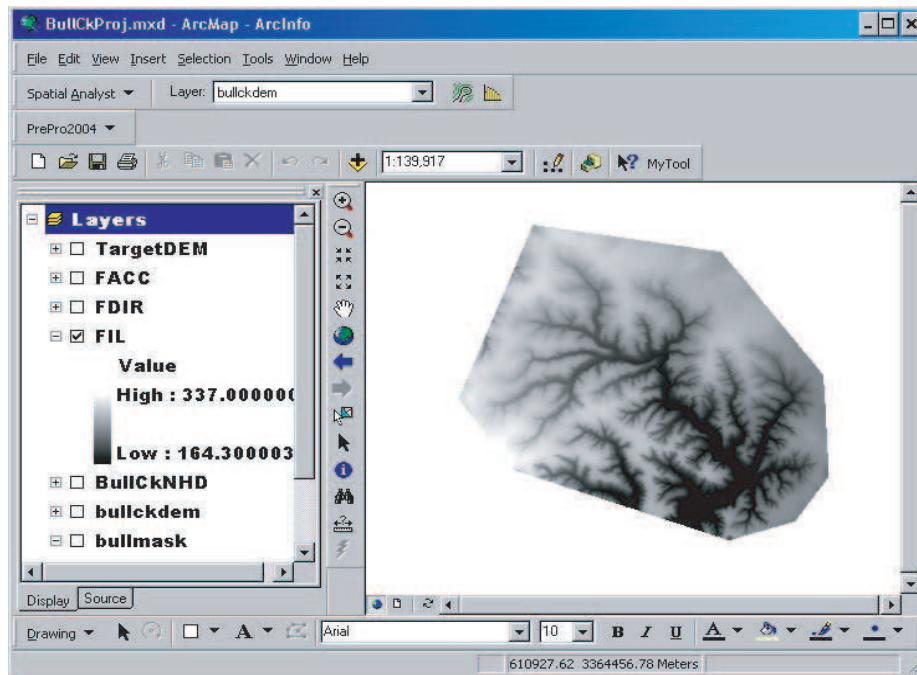 BullCkProj.mxd - ArcMap - ArcInfo
File Edit View Insert Selection Tools Window Help
Spatial Analyst Layer: bullckdem
PrePro2004
1:139,917 MyTool
Layers
TargetDEM
FACC
FDIR
FIL
Value
High : 337.000000
Low : 164.300003
BullCkNHD
bullckdem
bullmask
Display Source
Drawing A Arial 10 B I U A A
610927.62 3364456.78 Meters